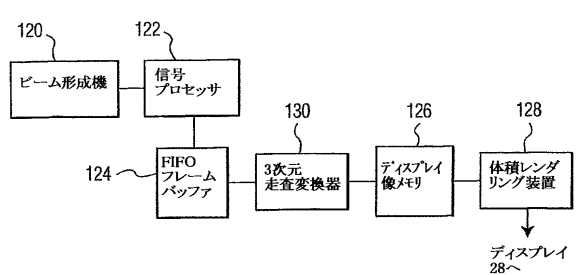 120
122
ビーム形成機
信号
プロセッサ
130
126
128
124
FIFO
フレーム
バッファ
3次元
走査変換器
ディスプレイ
像メモリ
体積レンダ
リング装置
ディスプレイ
28へ